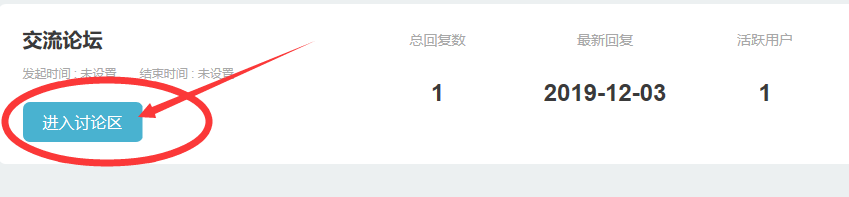 交流论坛
发起时间 : 未设置 结束时间 : 未设置
进入讨论区
总回复数
1
最新回复
2019-12-03
活跃用户
1